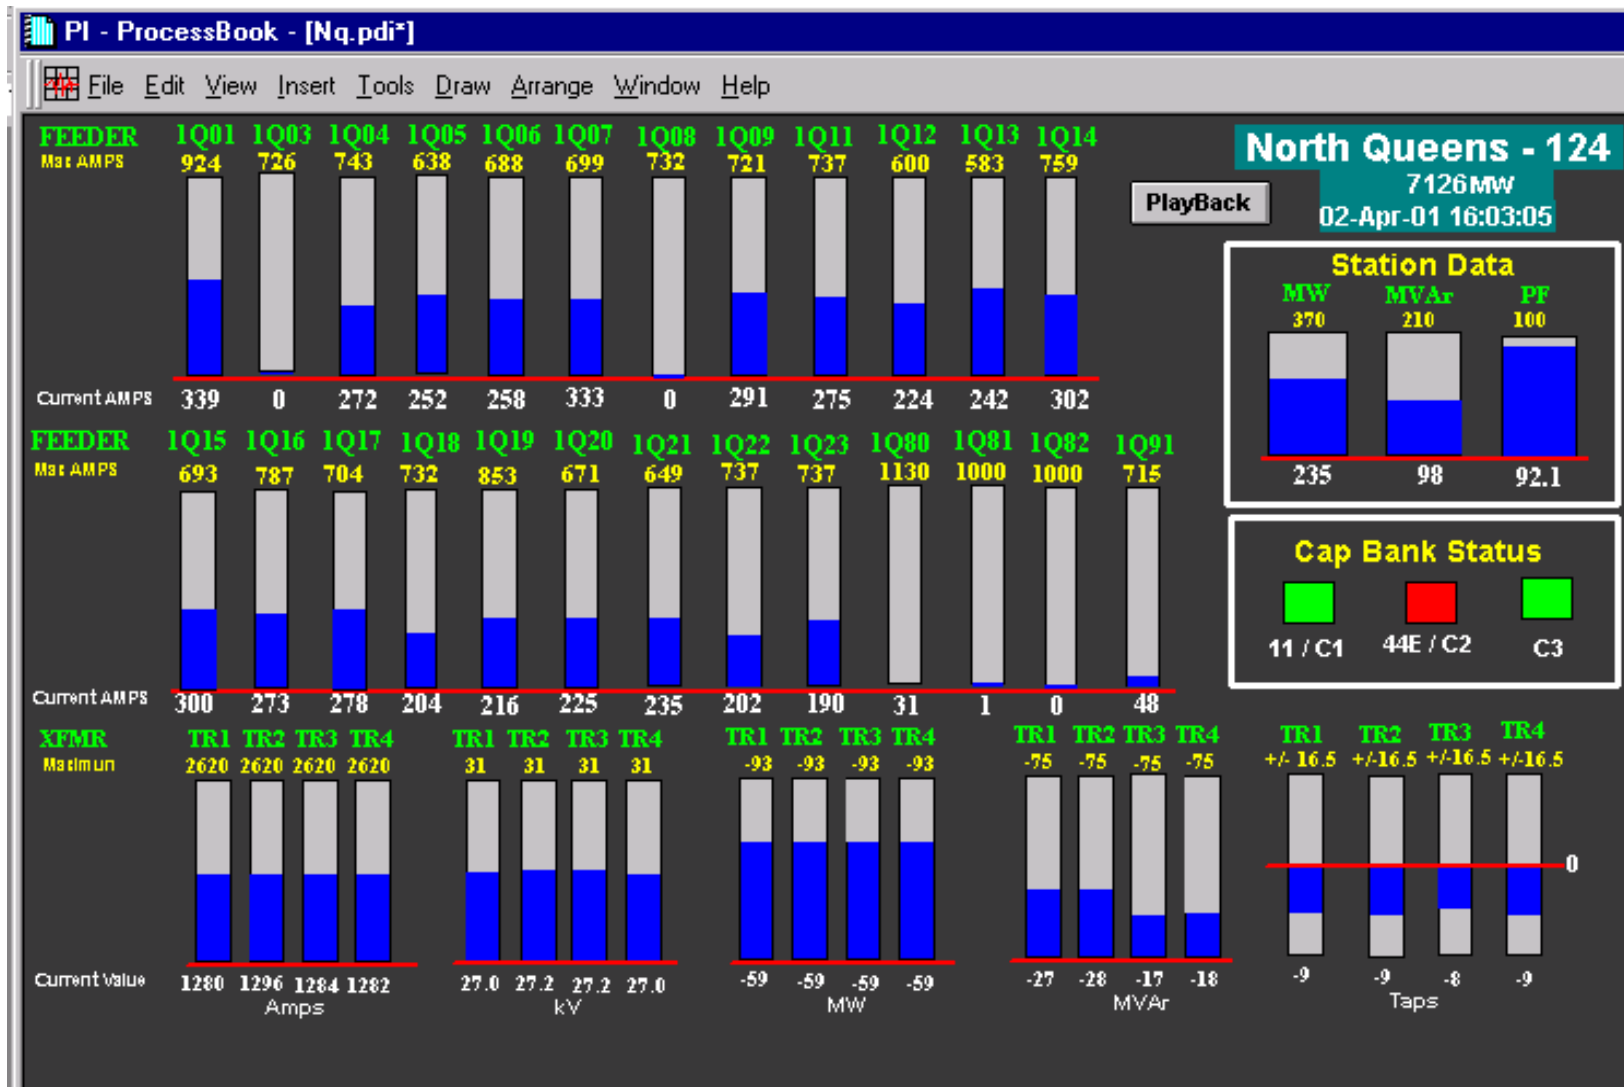 PI - ProcessBook - [Nq.pdi*]
File Edit View Insert Tools Draw Arrange Window Help
North Queens - 124
7126MW
02-Apr-01 16:03:05
PlayBack
FEEDER 1Q01 1Q03 1Q04 1Q05 1Q06 1Q07 1Q08 1Q09 1Q11 1Q12 1Q13 1Q14
Max AMPS 924 726 743 638 688 699 732 721 737 600 583 759
Current AMPS 339 0 272 252 258 333 0 291 275 224 242 302
Station Data
MW MVAr PF
370 210 100
235 98 92.1
FEEDER 1Q15 1Q16 1Q17 1Q18 1Q19 1Q20 1Q21 1Q22 1Q23 1Q80 1Q81 1Q82 1Q91
Max AMPS 693 787 704 732 853 671 649 737 737 1130 1000 1000 715
Current AMPS 300 273 278 204 216 225 235 202 190 31 1 0 48
Cap Bank Status
11 / C1 44E / C2 C3
XFMR TR1 TR2 TR3 TR4 TR1 TR2 TR3 TR4 TR1 TR2 TR3 TR4 TR1 TR2 TR3 TR4 TR1 TR2 TR3 TR4
Maximun 2620 2620 2620 2620 31 31 31 31 -93 -93 -93 -93 -75 -75 -75 -75 +/- 16.5 +/-16.5 +/-16.5 +/-16.5
0
Current Value 1280 1296 1284 1282 27.0 27.2 27.2 27.0 -59 -59 -59 -59 -27 -28 -17 -18 -9 -9 -8 -9
Amps kV MW MVAr Taps